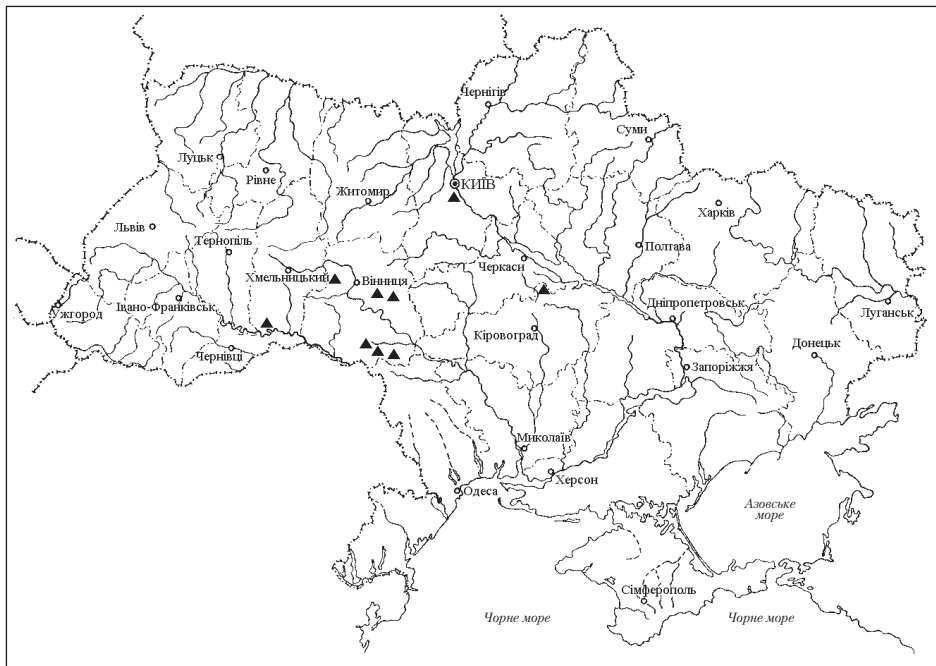 Чернігів
Суми
Луцьк
Рівне
КИЇВ
Житомир
Харків
Львів
Тернопіль
Полтава
Черкаси
Хмельницький
Вінниця
Ужгород
Івано-Франківськ
Дніпропетровськ
Луганськ
Кіровоград
Чернівці
Донецьк
Запоріжжя
Миколаїв
Херсон
Одеса
Азовське
море
Сімферополь
Чорне море
Чорне море